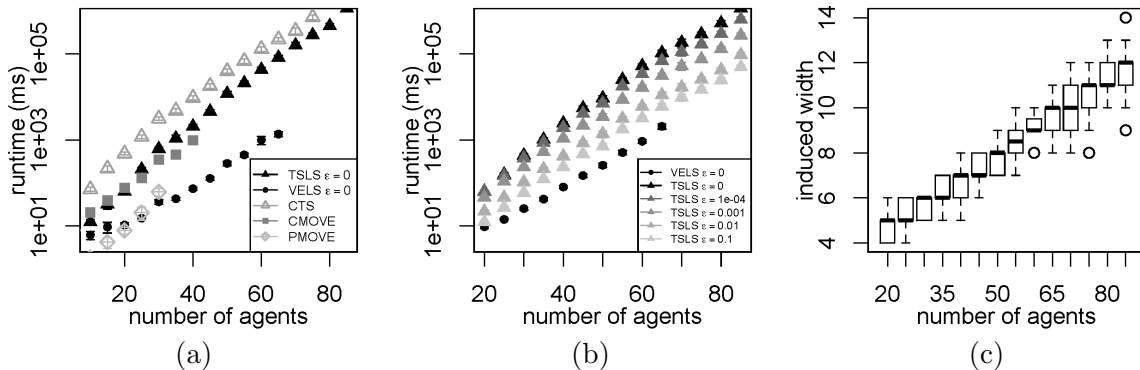 runtime (ms)
1e+05
1e+03
1e+01
TSLS ε = 0
VELS ε = 0
CTS
CMOVE
PMOVE
20 40 60 80
number of agents
(a)
runtime (ms)
1e+05
1e+03
1e+01
VELS ε = 0
TSLS ε = 0
TSLS ε = 1e-04
TSLS ε = 0.001
TSLS ε = 0.01
TSLS ε = 0.1
20 40 60 80
number of agents
(b)
induced width
14
12
10
8
6
4
20 35 50 65 80
number of agents
(c)